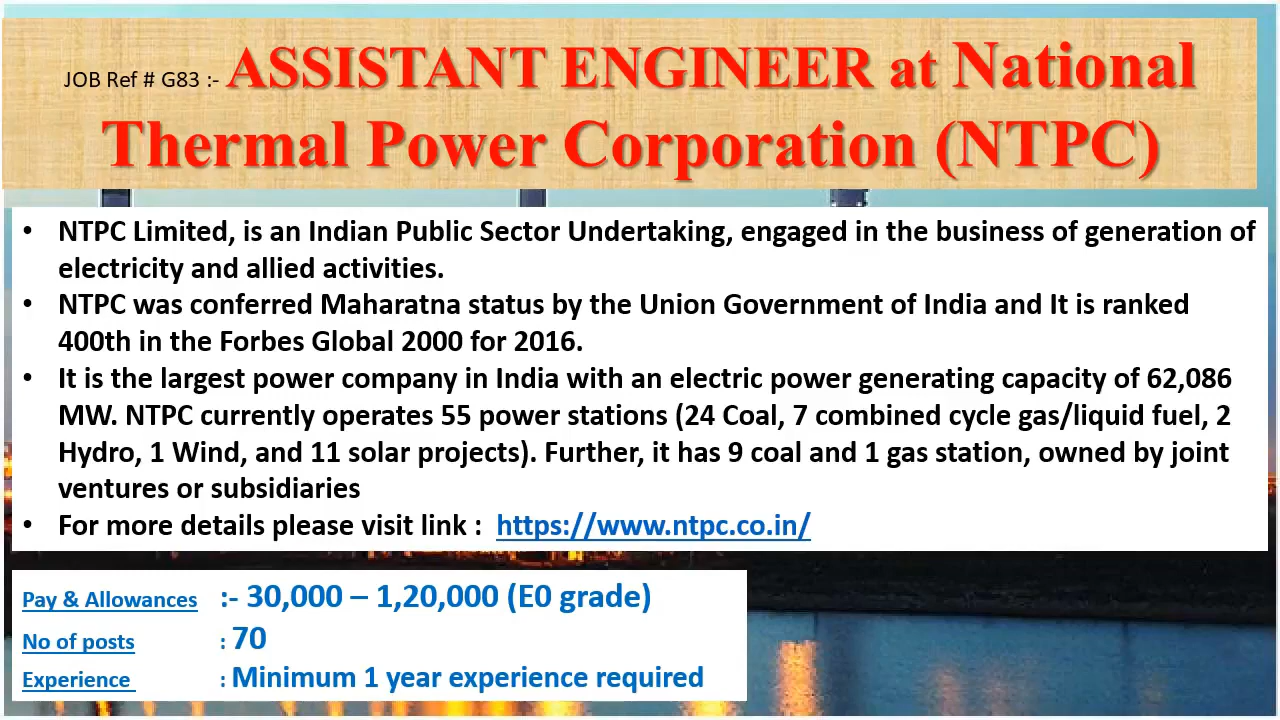 JOB Ref # G83 :- ASSISTANT ENGINEER at National
Thermal Power Corporation (NTPC)
• NTPC Limited, is an Indian Public Sector Undertaking, engaged in the business of generation of
electricity and allied activities.
• NTPC was conferred Maharatna status by the Union Government of India and It is ranked
400th in the Forbes Global 2000 for 2016.
• It is the largest power company in India with an electric power generating capacity of 62,086
MW. NTPC currently operates 55 power stations (24 Coal, 7 combined cycle gas/liquid fuel, 2
Hydro, 1 Wind, and 11 solar projects). Further, it has 9 coal and 1 gas station, owned by joint
ventures or subsidiaries
• For more details please visit link : https://www.ntpc.co.in/
Pay & Allowances :- 30,000 – 1,20,000 (E0 grade)
No of posts : 70
Experience : Minimum 1 year experience required